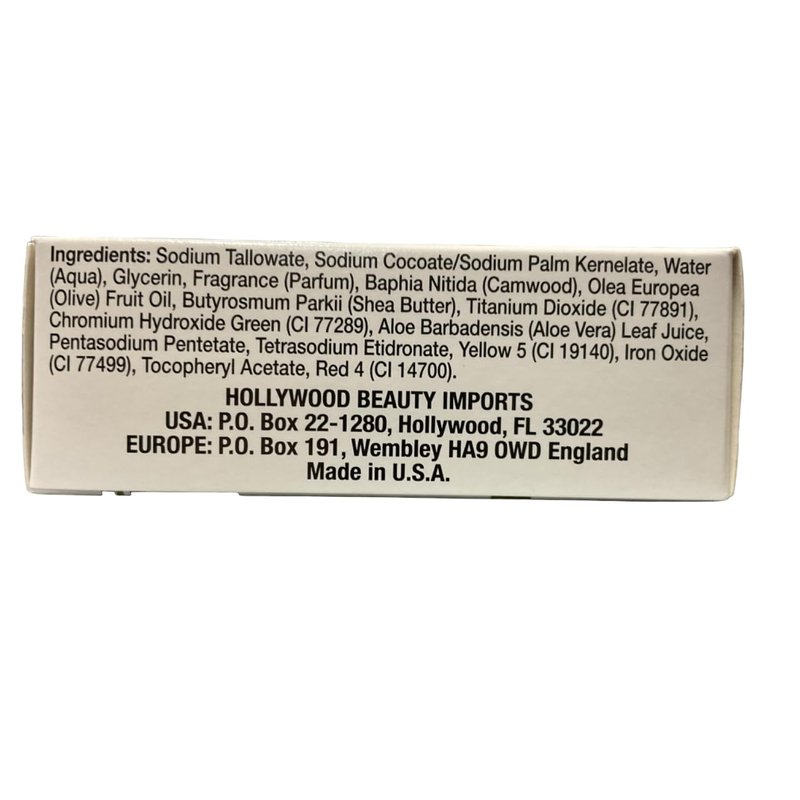 Ingredients: Sodium Tallowate, Sodium Cocoate/Sodium Palm Kernelate, Water
(Aqua), Glycerin, Fragrance (Parfum), Baphia Nitida (Camwood), Olea Europea
(Olive) Fruit Oil, Butyrosmum Parkii (Shea Butter), Titanium Dioxide (CI 77891),
Chromium Hydroxide Green (CI 77289), Aloe Barbadensis (Aloe Vera) Leaf Juice,
Pentasodium Pentetate, Tetrasodium Etidronate, Yellow 5 (CI 19140), Iron Oxide
(CI 77499), Tocopheryl Acetate, Red 4 (CI 14700).
HOLLYWOOD BEAUTY IMPORTS
USA: P.O. Box 22-1280, Hollywood, FL 33022
EUROPE: P.O. Box 191, Wembley HA9 OWD England
Made in U.S.A.